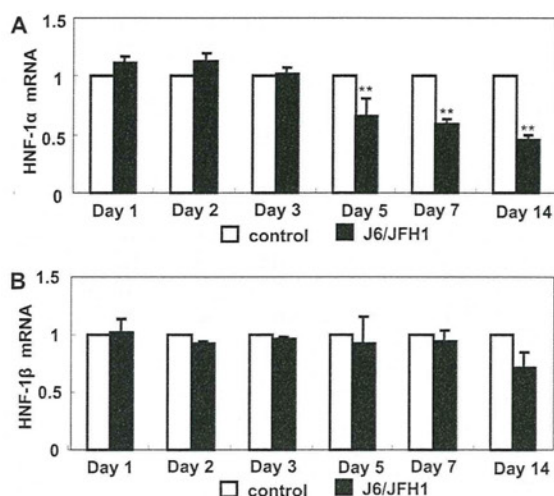 A
HNF-1α mRNA
1.5
1
0.5
0
** ** **
Day 1 Day 2 Day 3 Day 5 Day 7 Day 14
control J6/JFH1
B
HNF-1β mRNA
1.5
1
0.5
0
Day 1 Day 2 Day 3 Day 5 Day 7 Day 14
control J6/JFH1